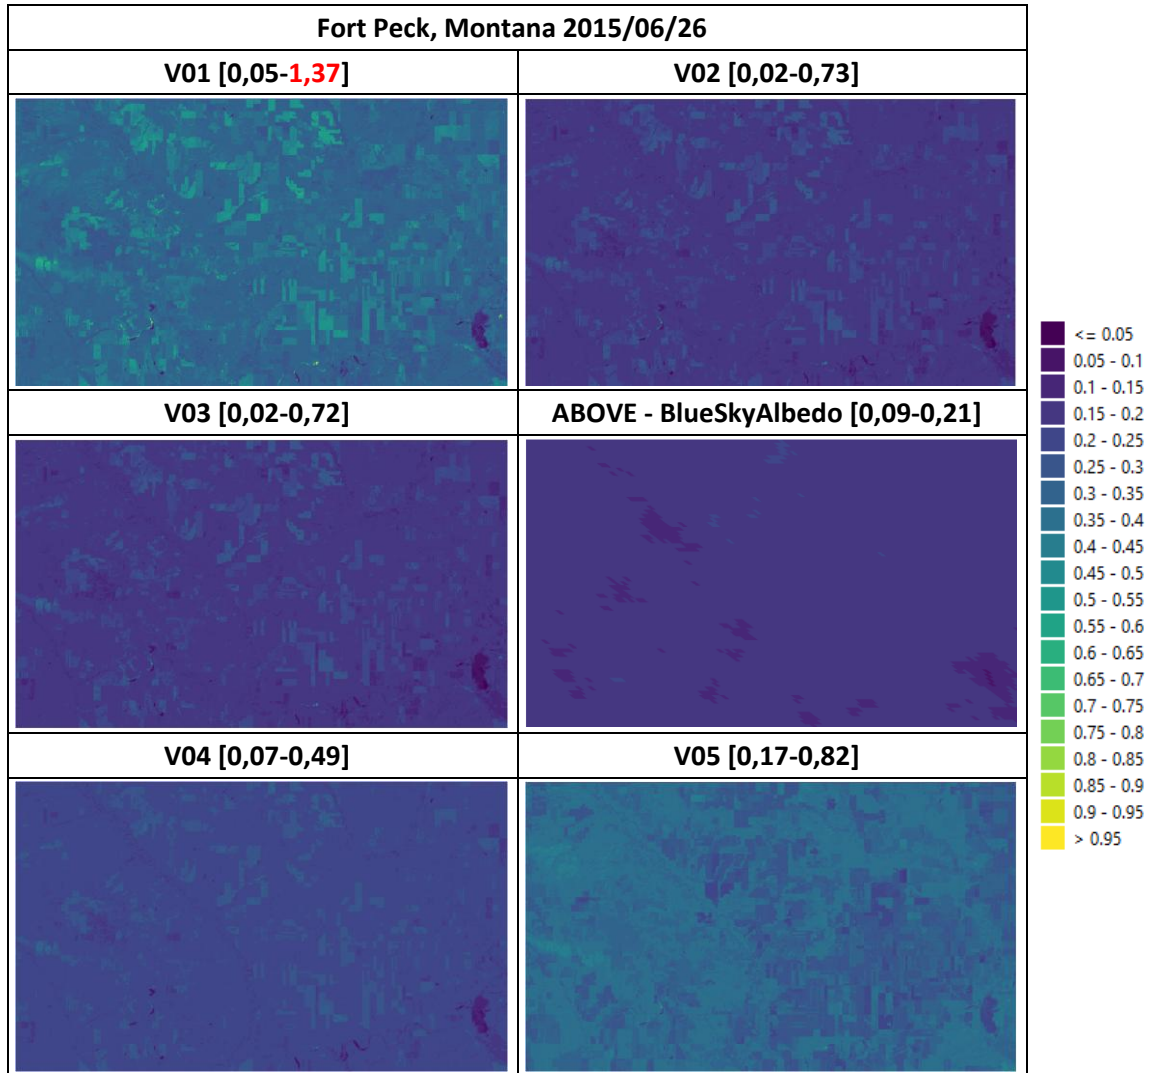 Fort Peck, Montana 2015/06/26
V01 [0,05-1,37]
V02 [0,02-0,73]
V03 [0,02-0,72]
ABOVE - BlueSkyAlbedo [0,09-0,21]
V04 [0,07-0,49]
V05 [0,17-0,82]
<= 0.05
0.05 - 0.1
0.1 - 0.15
0.15 - 0.2
0.2 - 0.25
0.25 - 0.3
0.3 - 0.35
0.35 - 0.4
0.4 - 0.45
0.45 - 0.5
0.5 - 0.55
0.55 - 0.6
0.6 - 0.65
0.65 - 0.7
0.7 - 0.75
0.75 - 0.8
0.8 - 0.85
0.85 - 0.9
0.9 - 0.95
> 0.95